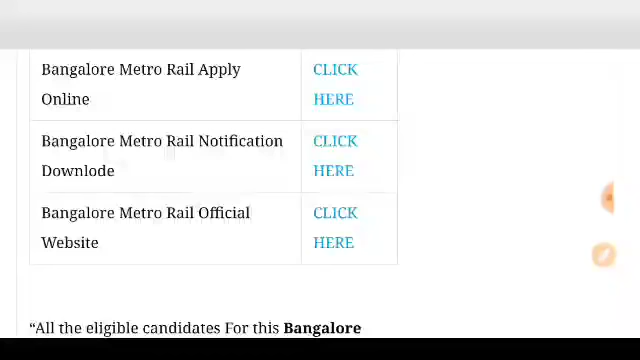 Bangalore Metro Rail Apply CLICK
Online HERE
Bangalore Metro Rail Notification CLICK
Downlode HERE
Bangalore Metro Rail Official CLICK
Website HERE
“All the eligible candidates For this Bangalore